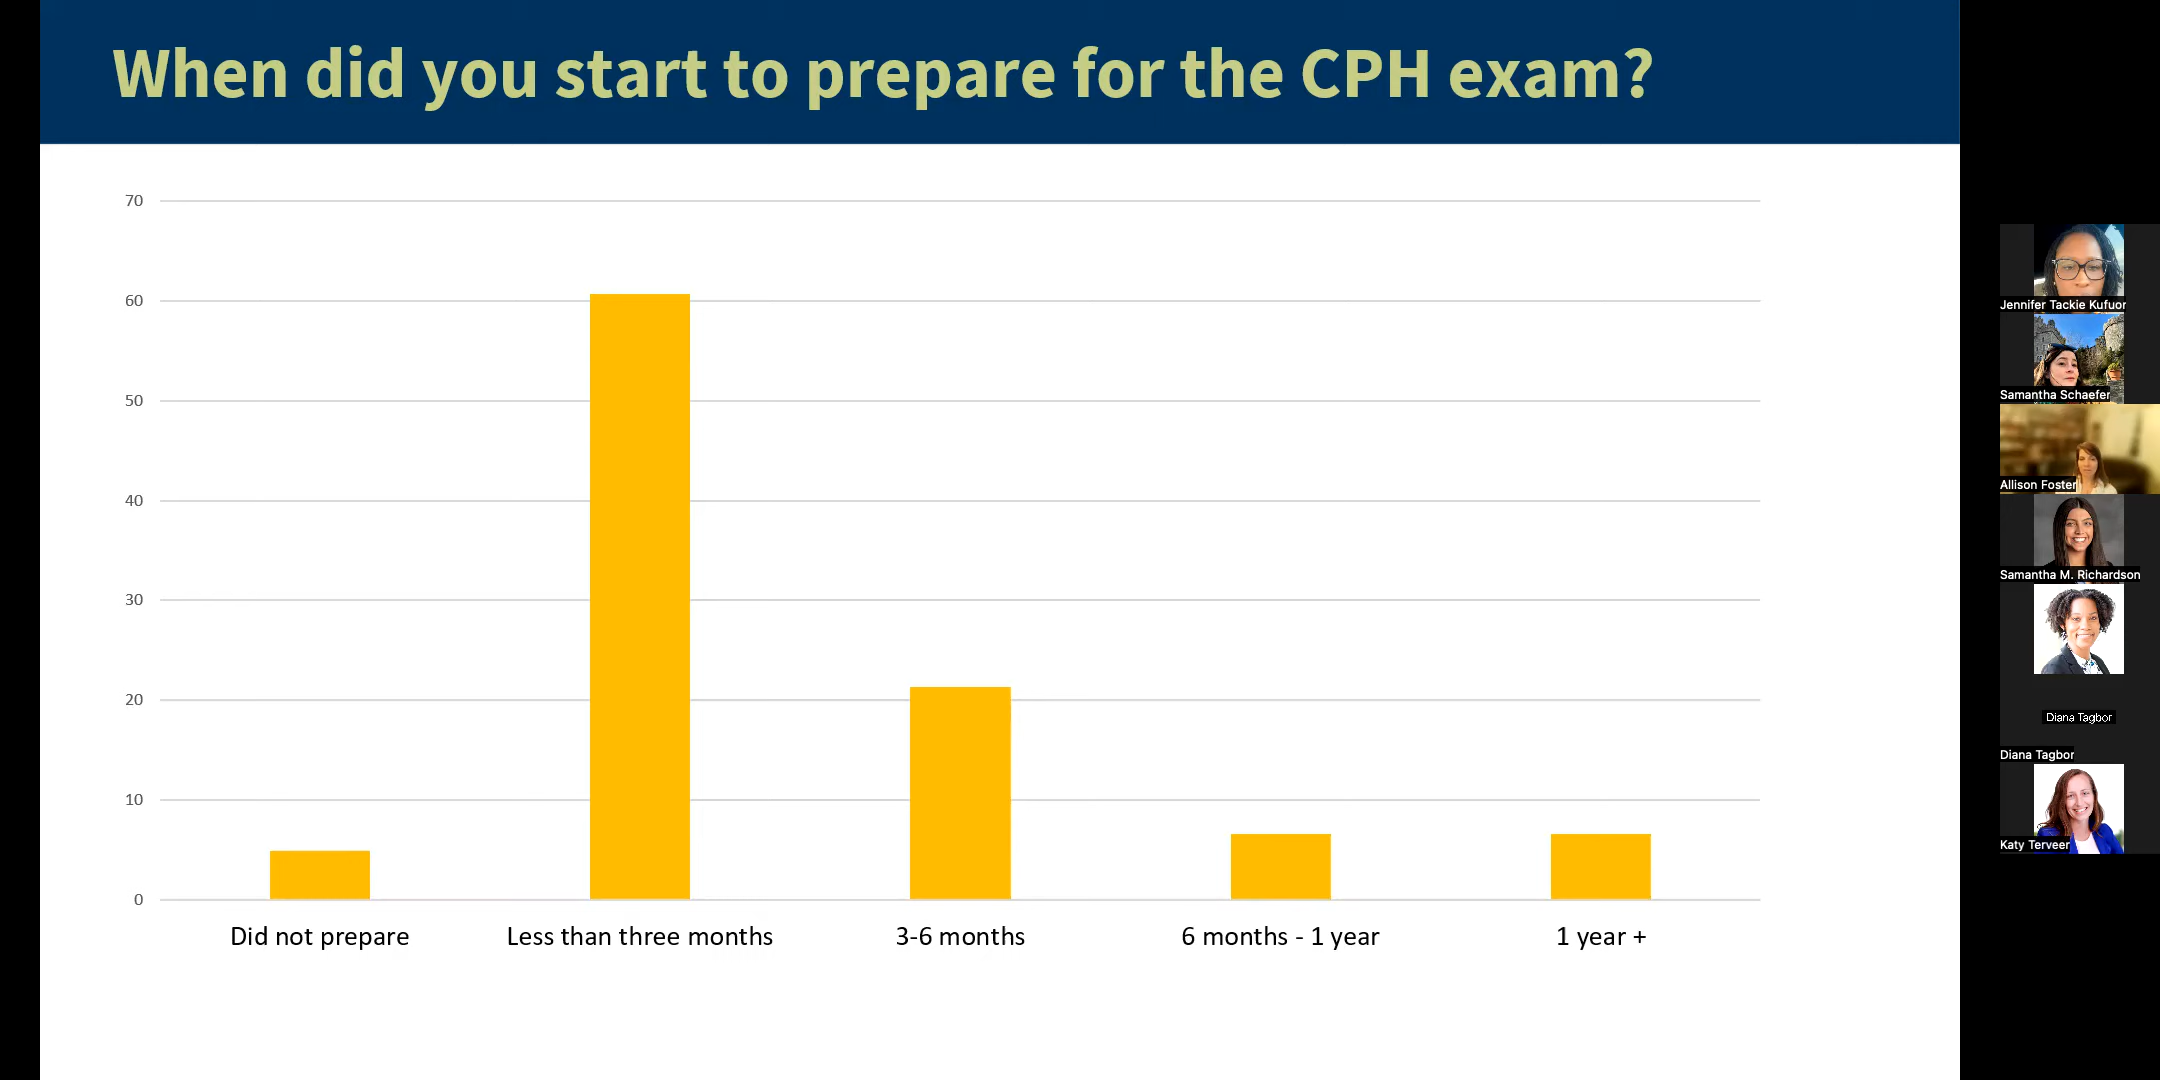 When did you start to prepare for the CPH exam?
70
60
50
40
30
20
10
0
Did not prepare
Less than three months
3-6 months
6 months - 1 year
1 year +
Jennifer Tackie Kufuor
Samantha Schaefer
Allison Foster
Samantha M. Richardson
Diana Tagbor
Diana Tagbor
Katy Terveer